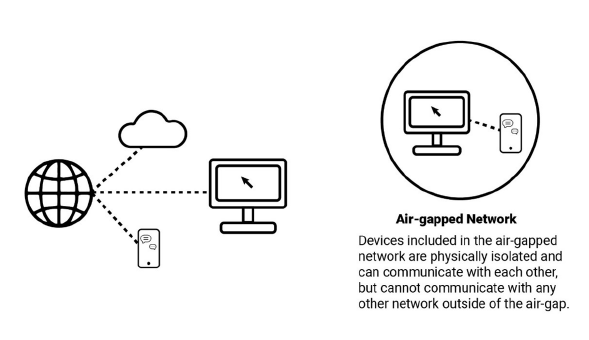 Air-gapped Network
Devices included in the air-gapped
network are physically isolated and
can communicate with each other,
but cannot communicate with any
other network outside of the air-gap.